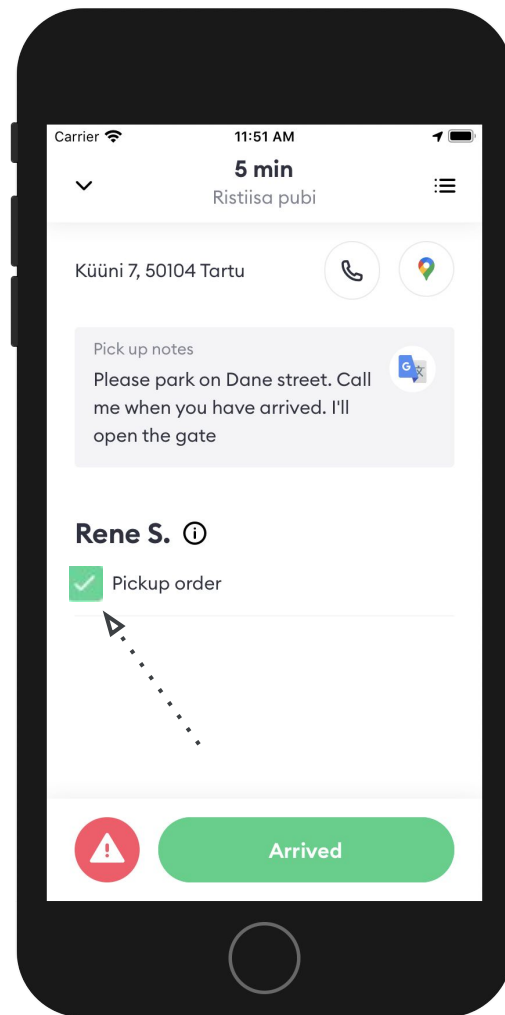 Carrier 11:51 AM
5 min
Ristiisa pubi
Küüni 7, 50104 Tartu
Pick up notes
Please park on Dane street. Call
me when you have arrived. I'll
open the gate
G 文
Rene S.
Pickup order
Arrived